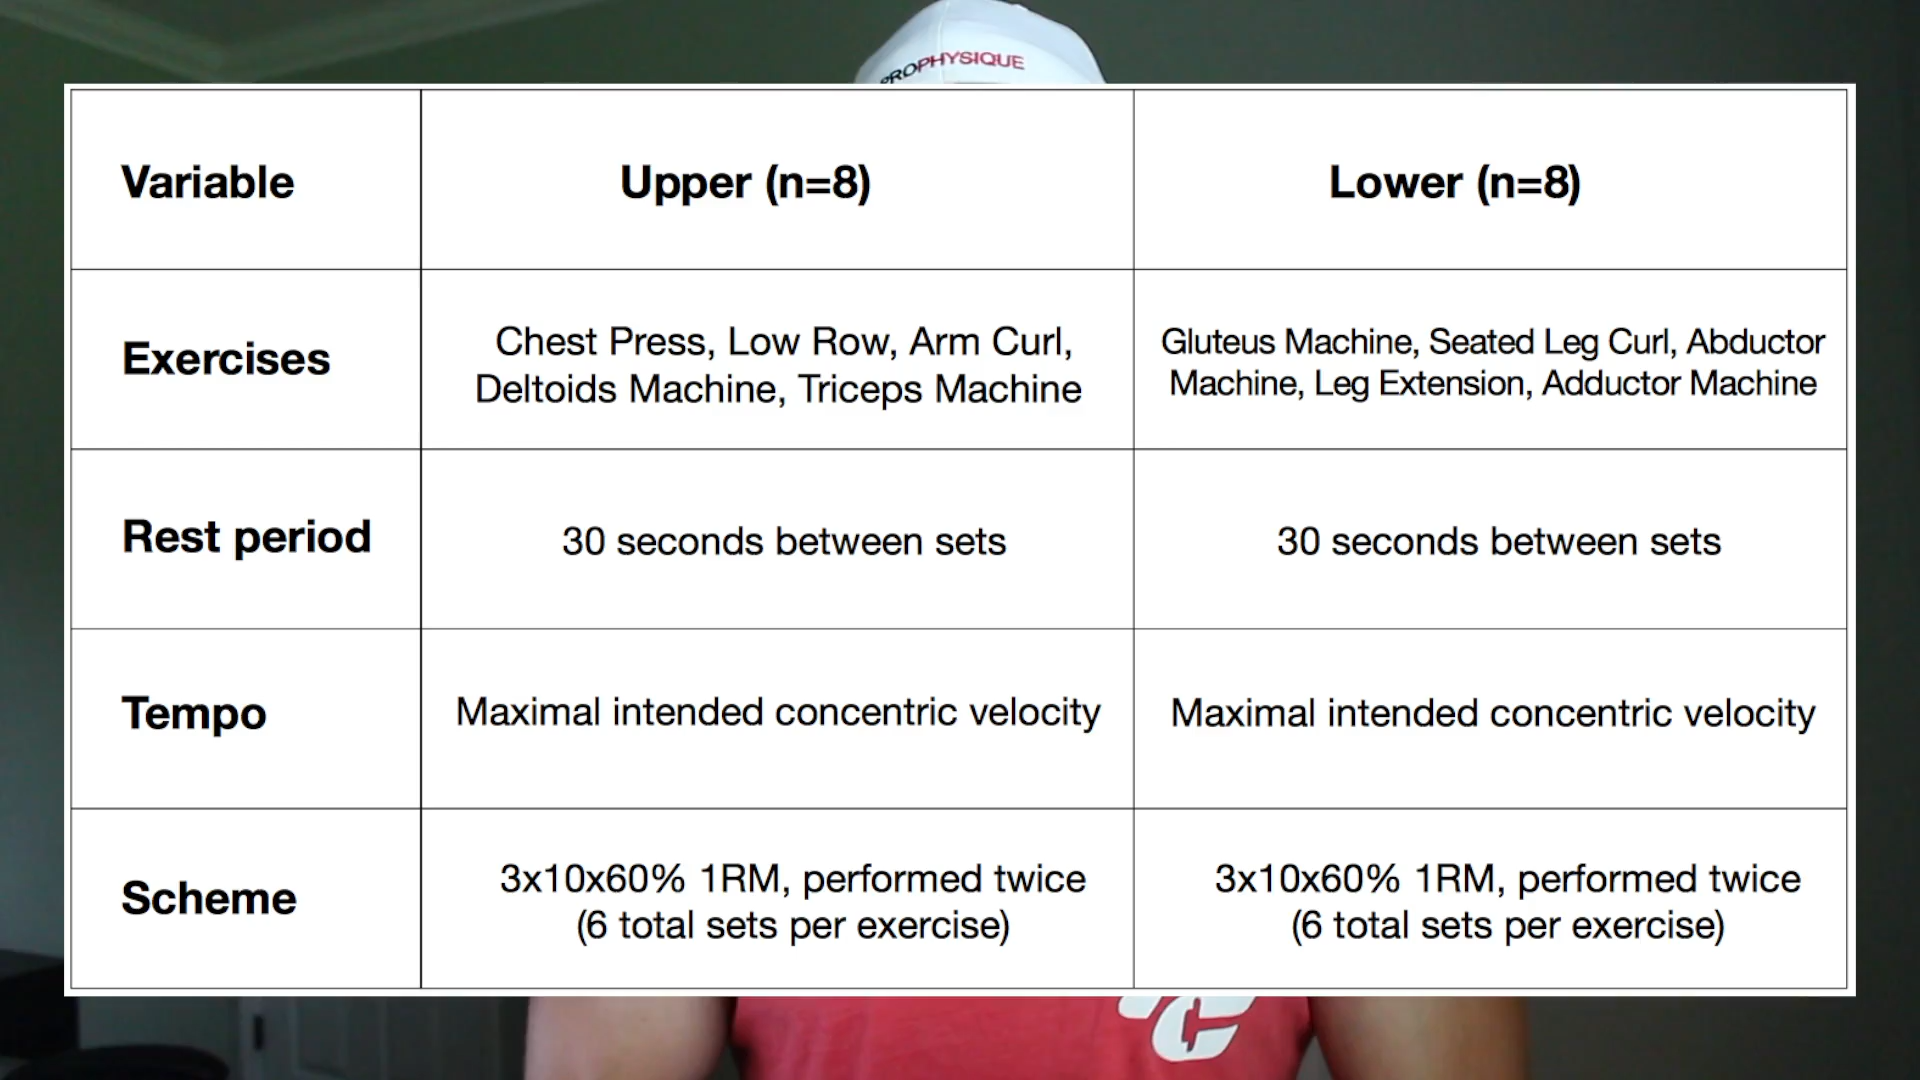 PROPHYSIQUE
Variable
Upper (n=8)
Lower (n=8)
Exercises
Chest Press, Low Row, Arm Curl,
Deltoids Machine, Triceps Machine
Gluteus Machine, Seated Leg Curl, Abductor
Machine, Leg Extension, Adductor Machine
Rest period
30 seconds between sets
30 seconds between sets
Tempo
Maximal intended concentric velocity
Maximal intended concentric velocity
Scheme
3x10x60% 1RM, performed twice
(6 total sets per exercise)
3x10x60% 1RM, performed twice
(6 total sets per exercise)